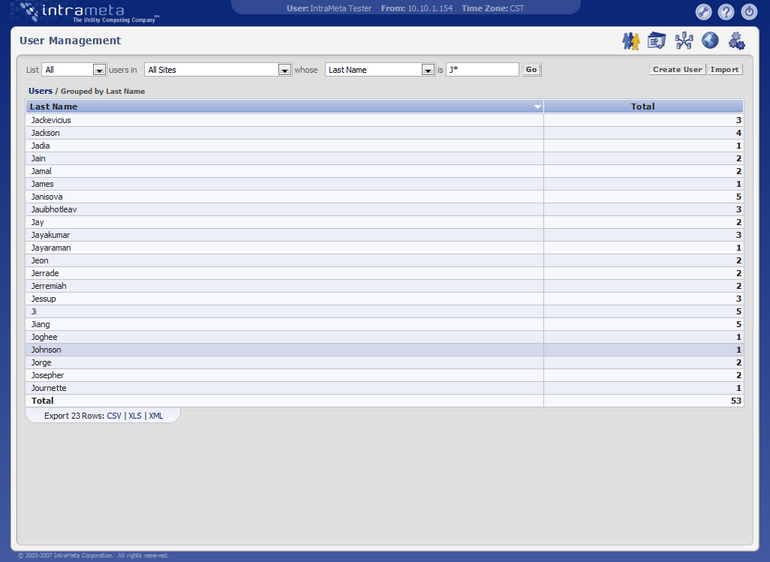 intrameta
The Utility Computing Company™
User: IntraMeta Tester From: 10.10.1.154 Time Zone: CST
User Management
List All users in All Sites whose Last Name is J* Go Create User Import
Users / Grouped by Last Name
Last Name Total
Jackevicius 3
Jackson 4
Jadia 1
Jain 2
Jamal 2
James 1
Janisova 5
Jauibhotleav 3
Jay 2
Jayakumar 3
Jayaraman 1
Jeon 2
Jerrade 2
Jerremiah 2
Jessup 3
Ji 5
Jiang 5
Joghee 1
Johnson 1
Jorge 2
Josepher 2
Journette 1
Total 53
Export 23 Rows: CSV | XLS | XML
© 2003-2007 IntraMeta Corporation. All rights reserved.